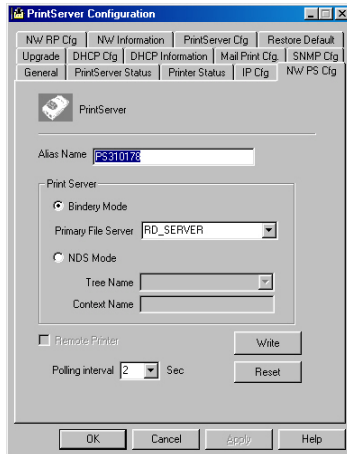 PrintServer Configuration
NW RP Cfg NW Information PrintServer Cfg Restore Default
Upgrade DHCP Cfg DHCP Information Mail Print Cfg. SNMP Cfg
General PrintServer Status Printer Status IP Cfg NW PS Cfg
PrintServer
Alias Name PS310178
Print Server
Bindery Mode
Primary File Server RD_SERVER
NDS Mode
Tree Name
Context Name
Remote Printer Write
Polling interval 2 Sec Reset
OK Cancel Apply Help